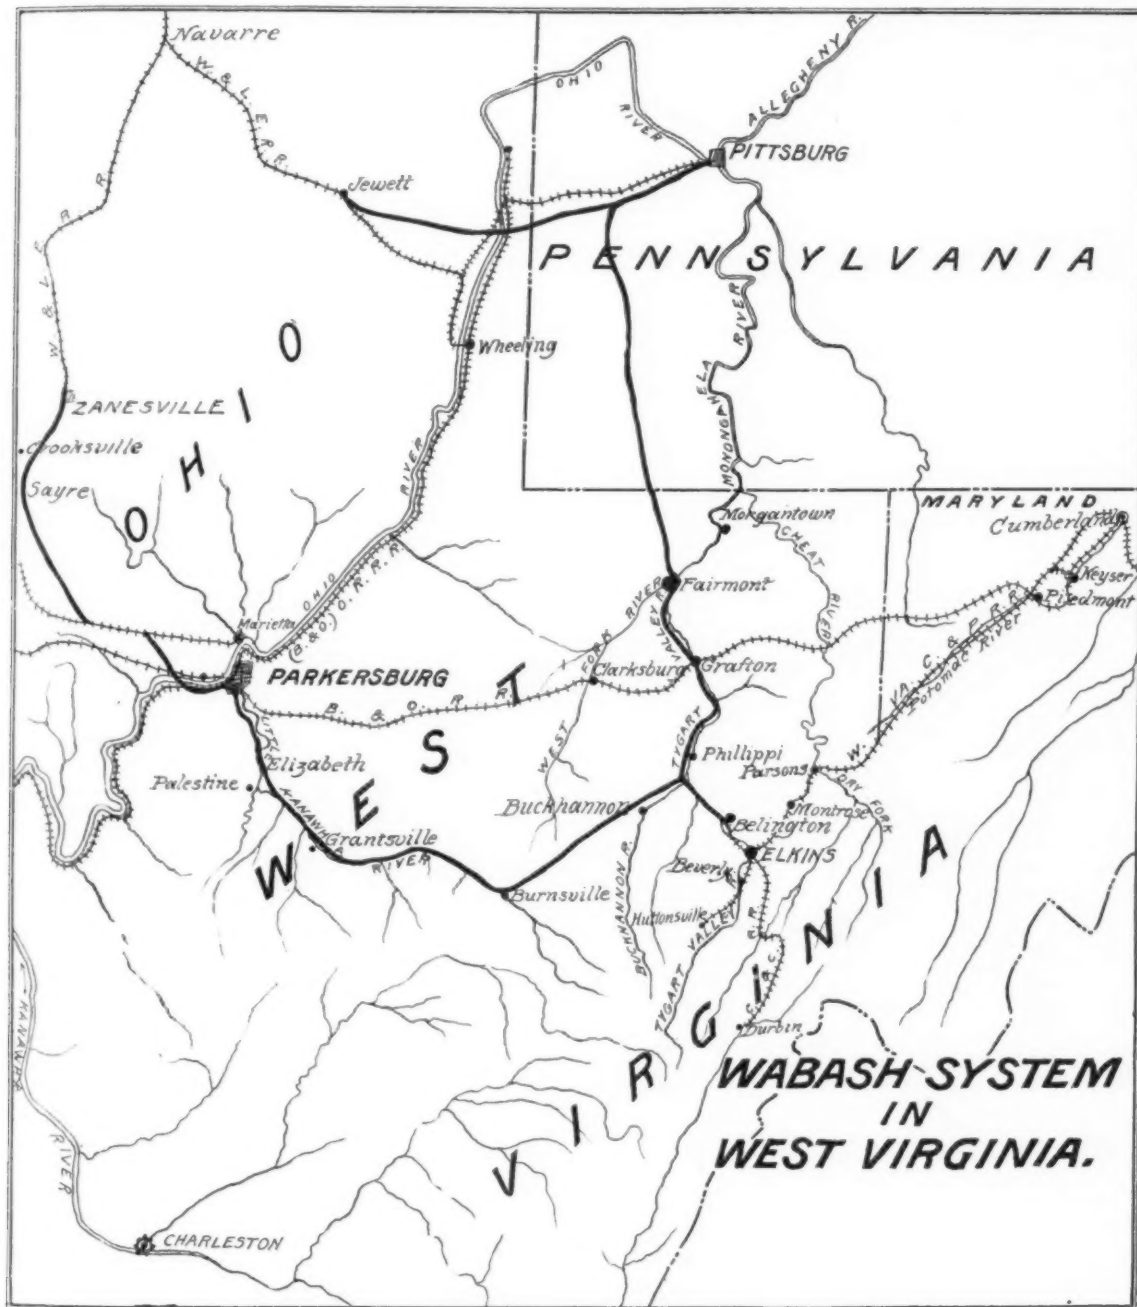 Navarre
W. & L. E. R. R.
OHIO
RIVER
ALLEGHENY R.
PITTSBURG
Jewett
W. & L. E. R. R.
PENNSYLVANIA
OHIO
Wheeling
MONONGAHELA RIVER
ZANESVILLE
Crooksville
Sayre
OHIO RIVER
(B. & O.) O. R. R. R.
MARYLAND
Cumberland
Morgantown
CHEAT RIVER
Keyser
Piedmont
Fairmont
VALLEY R.
WEST FORK RIVER
Marietta
PARKERSBURG
Clarksburg
Grafton
B. & O. R. R.
W. VA. C. & P. R. R.
Potomac River
TYGART
LITTLE KANAWHA RIVER
Elizabeth
Palestine
Phillippi
Parsons
DRY FORK
Grantsville
Buckhannon
Montrose
Belington
ELKINS
Burnsville
BUCKHANNON R.
Beverly
Huttonsville
TYGART VALLEY
C. & I. C. R. R.
Durbin
WEST VIRGINIA
KANAWHA RIVER
CHARLESTON
WABASH SYSTEM
IN
WEST VIRGINIA.